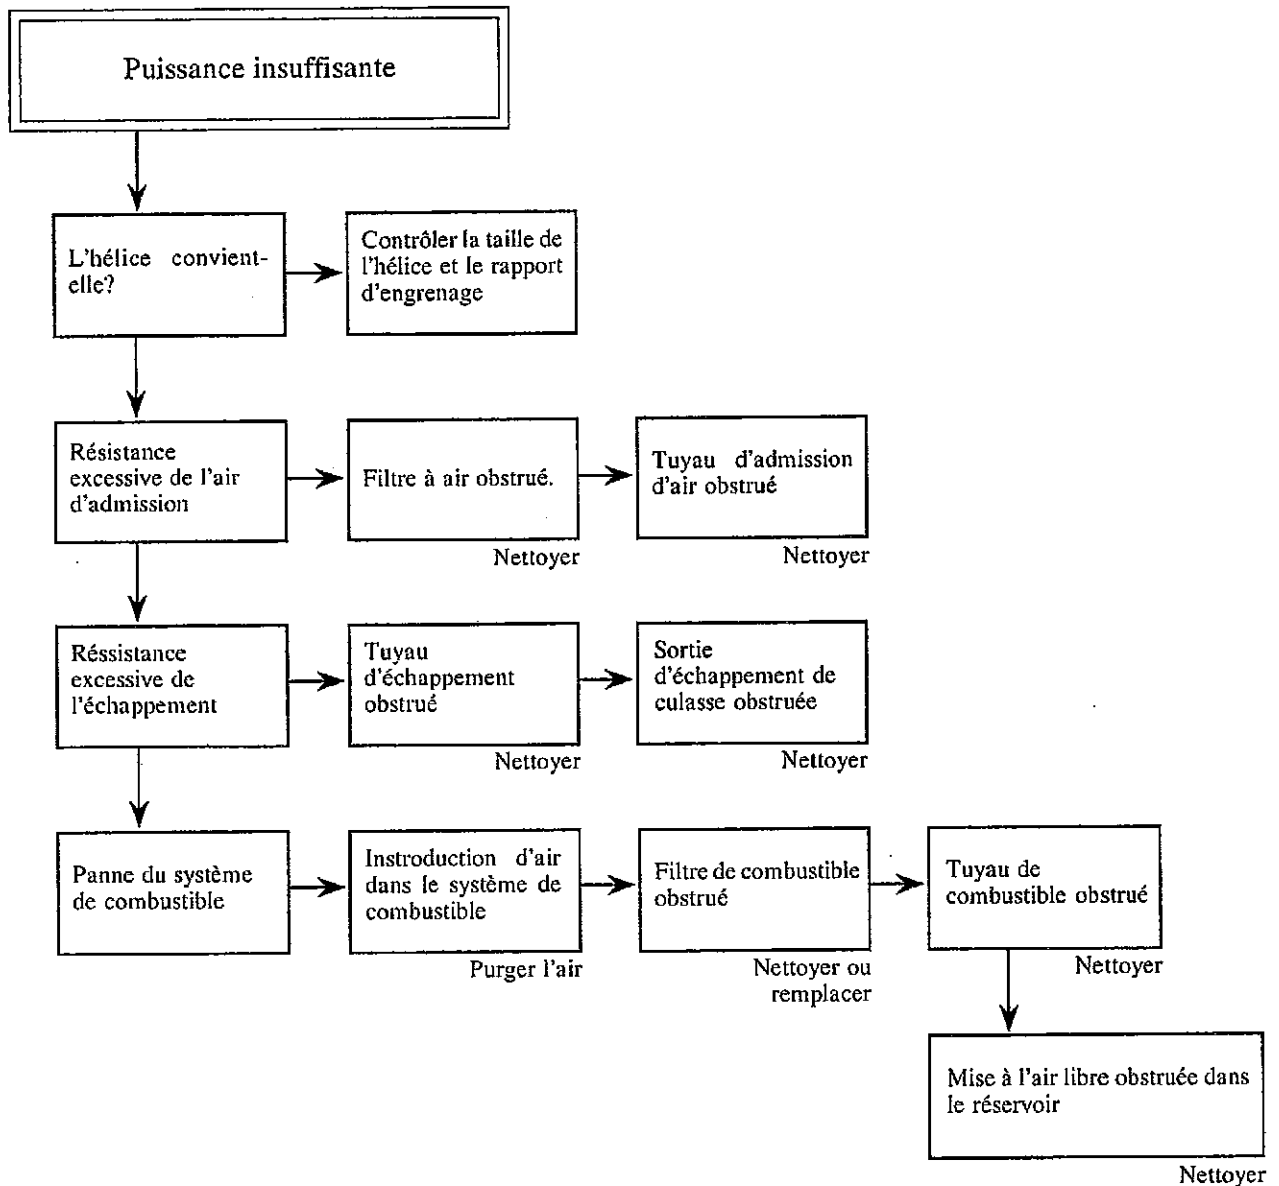 Puissance insuffisante
L'hélice convient-
elle?
Contrôler la taille de
l'hélice et le rapport
d'engrenage
Résistance
excessive de l'air
d'admission
Filtre à air obstrué.
Nettoyer
Tuyau d'admission
d'air obstrué
Nettoyer
Réssistance
excessive de
l'échappement
Tuyau
d'échappement
obstrué
Nettoyer
Sortie
d'échappement de
culasse obstruée
Nettoyer
Panne du système
de combustible
Instroduction d'air
dans le système de
combustible
Purger l'air
Filtre de combustible
obstrué
Nettoyer ou
remplacer
Tuyau de
combustible obstrué
Nettoyer
Mise à l'air libre obstruée dans
le réservoir
Nettoyer